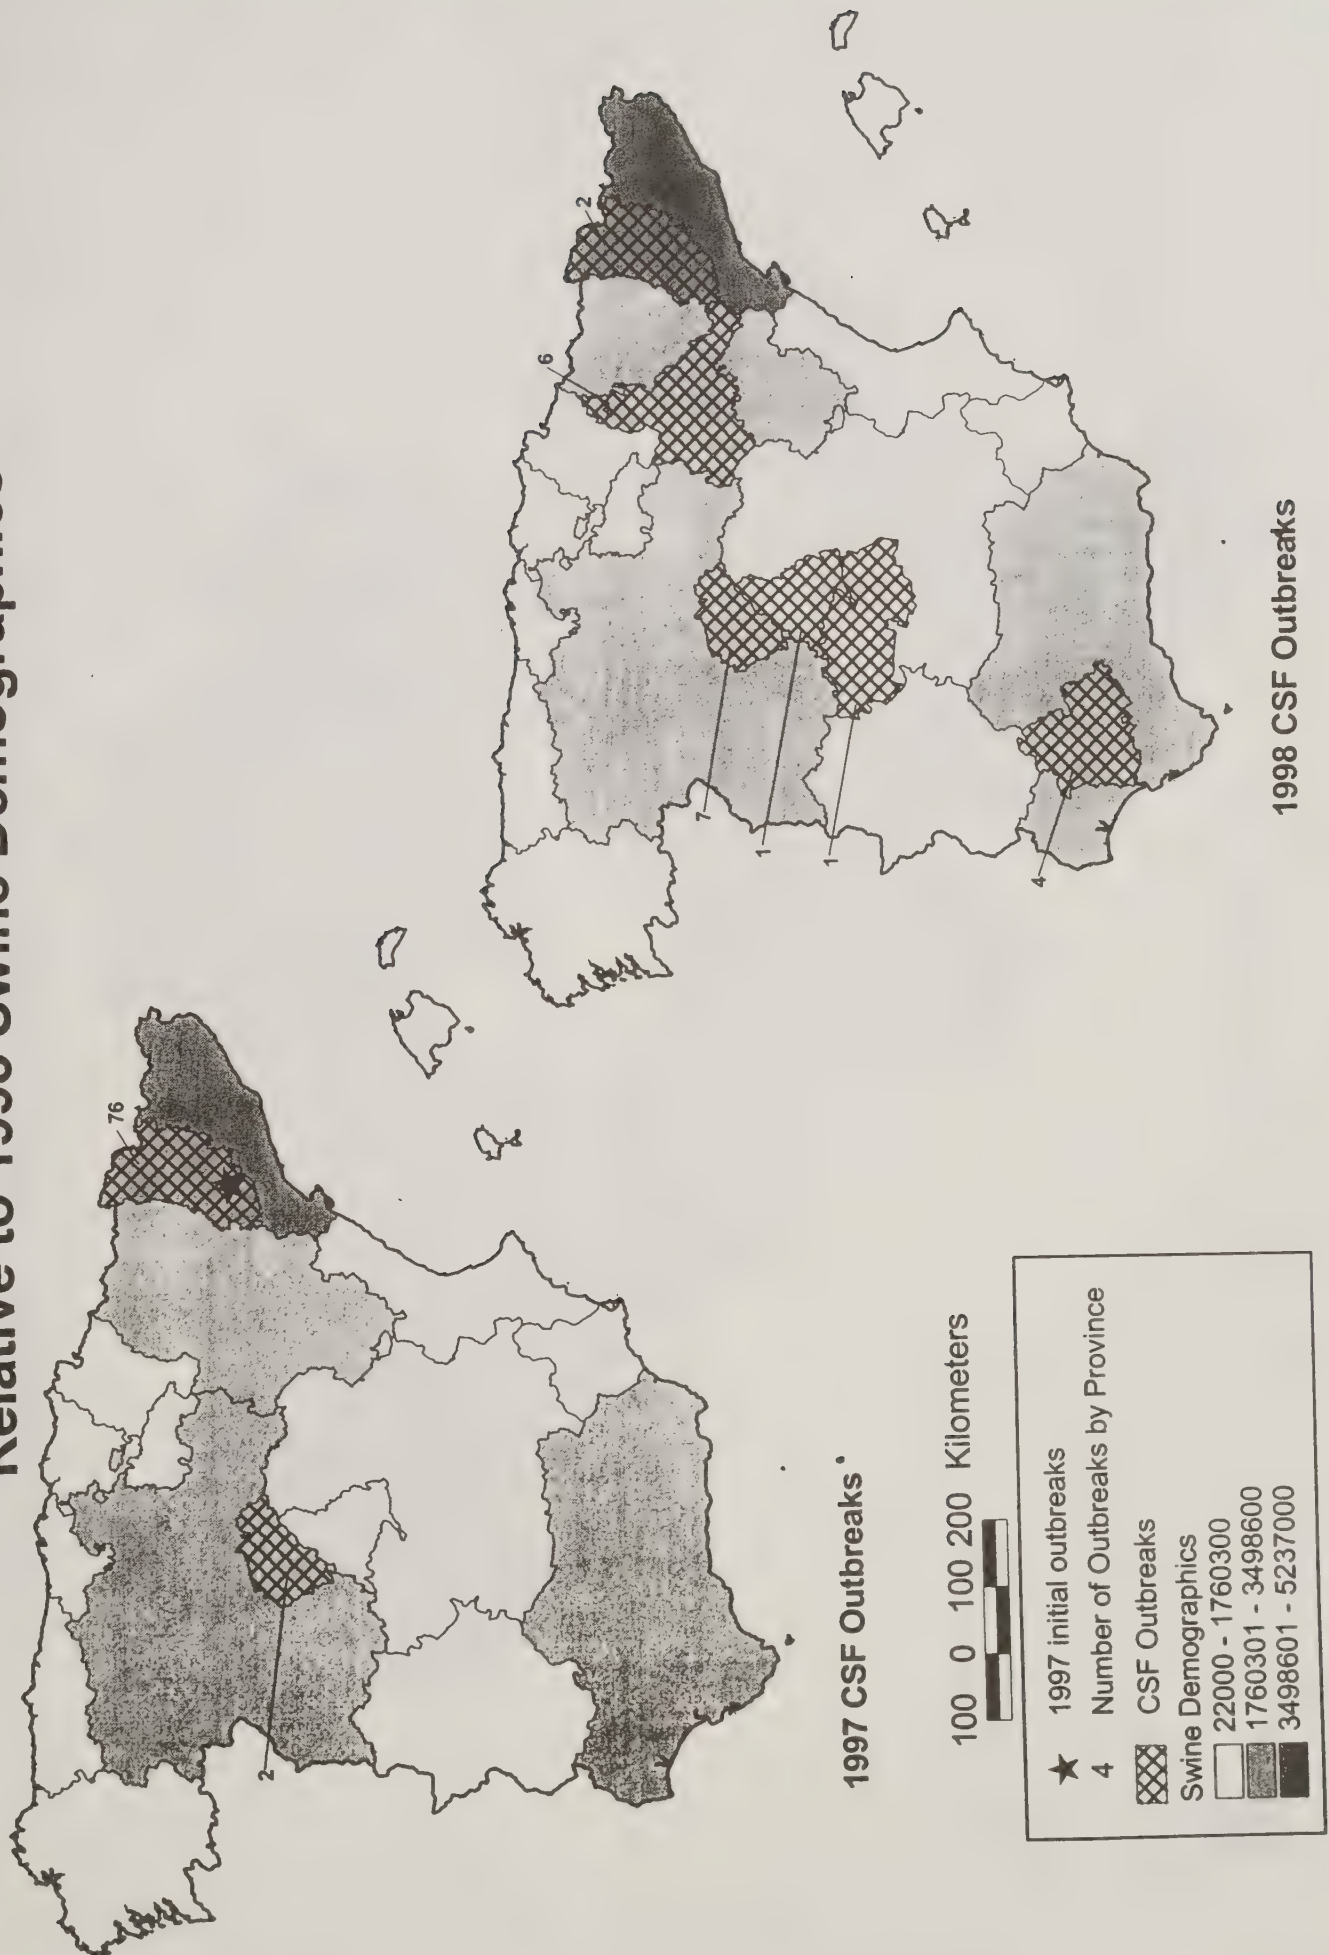 Relative to 1996 Swine Demographics
76
2
1997 CSF Outbreaks
2
6
7
1
1
4
1998 CSF Outbreaks
100 0 100 200 Kilometers
1997 initial outbreaks
4 Number of Outbreaks by Province
CSF Outbreaks
Swine Demographics
22000 - 1760300
1760301 - 3498600
3498601 - 5237000